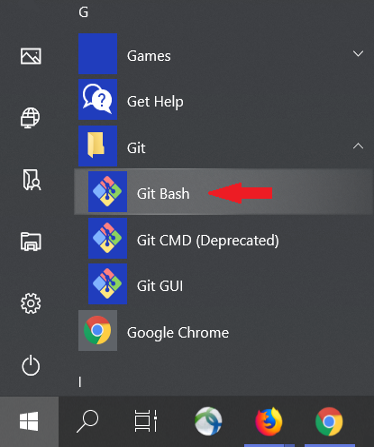 G
Games
Get Help
Git
Git Bash
Git CMD (Deprecated)
Git GUI
Google Chrome
I